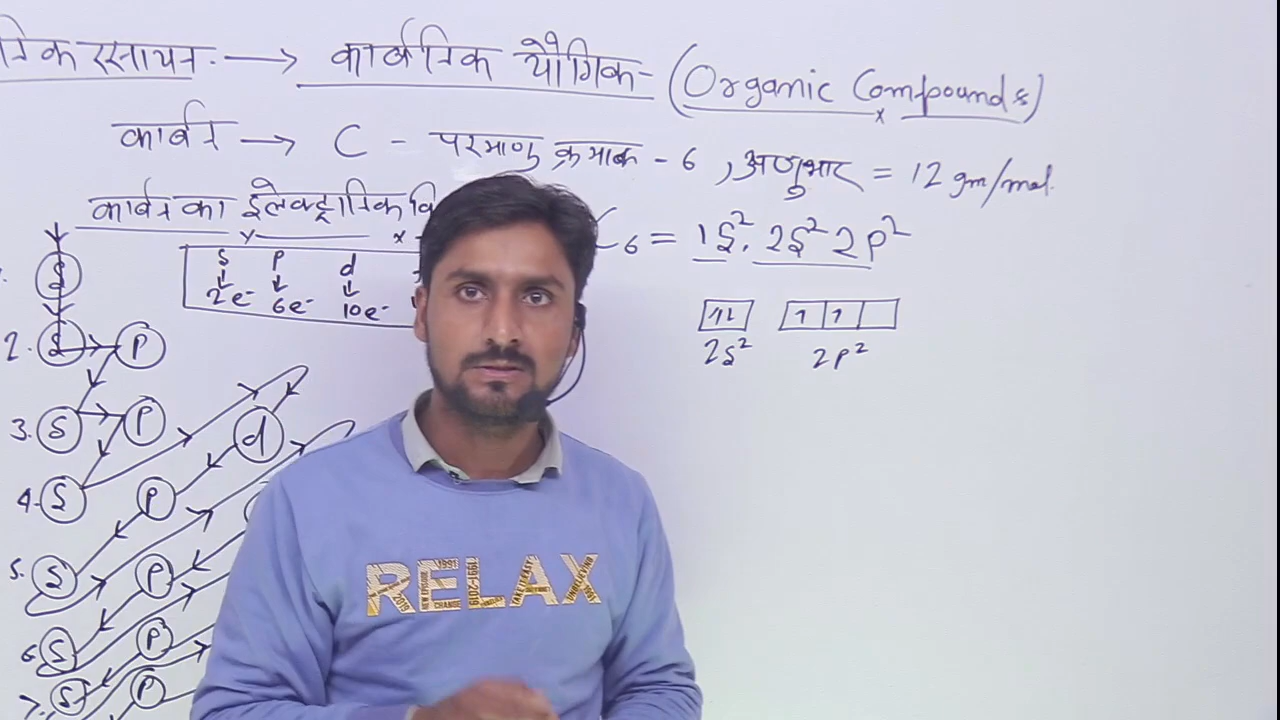 रसायन → कार्बनिक यौगिक - (Organic Compounds)
कार्बन → C - परमाणु क्रमांक - 6 , अणुभार = 12 gm/mol.
कार्बन का इलेक्ट्रानिक वि
C6 = 1S². 2S² 2P²
S P d
↓ ↓ ↓
2e⁻ 6e⁻ 10e⁻
↿⇂ ↿ ↿
2S² 2P²
S
2. S P
3. S P d
4. S P
5. S P
6. S P
7. S P
RELAX